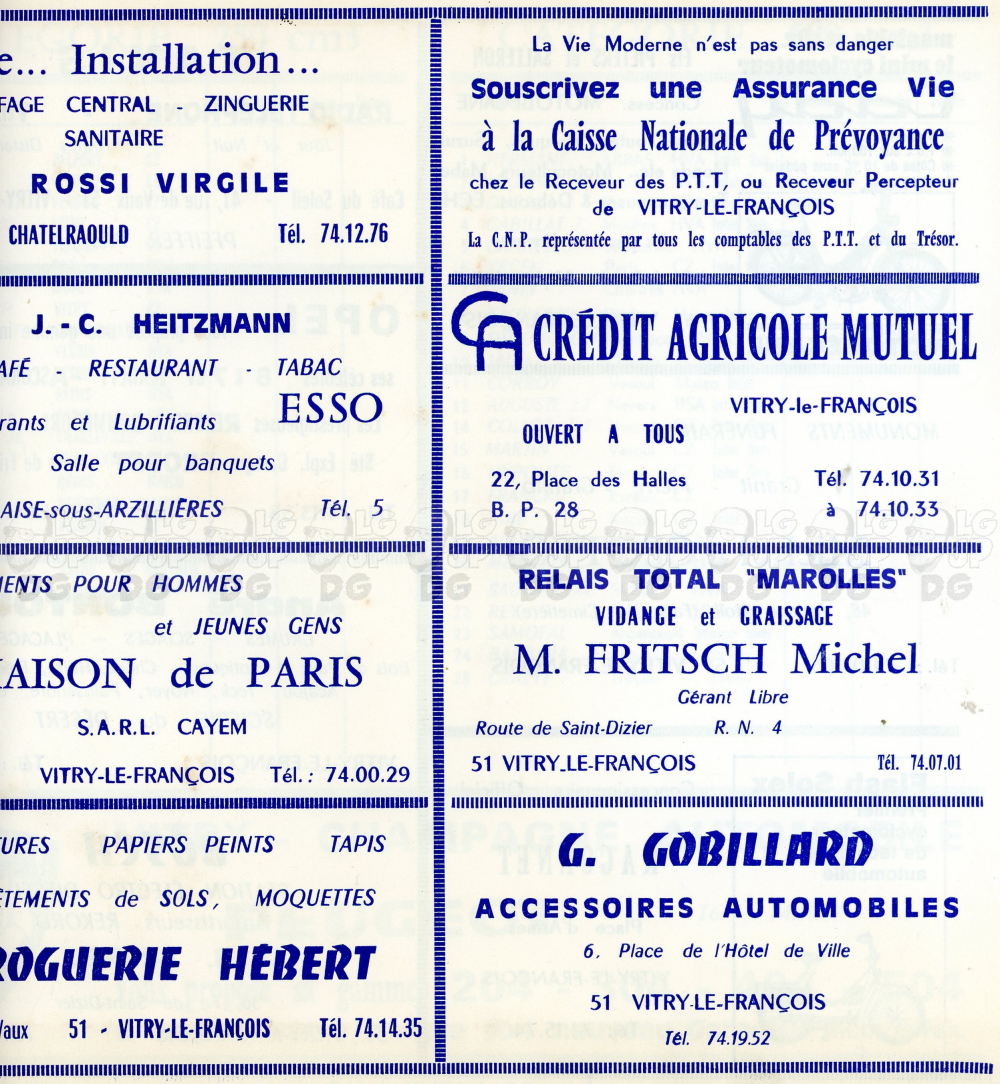 e... Installation...
FAGE CENTRAL - ZINGUERIE
SANITAIRE
ROSSI VIRGILE
CHATELRAOULD Tél. 74.12.76
J.-C. HEITZMANN
AFÉ - RESTAURANT - TABAC
rants et Lubrifiants ESSO
Salle pour banquets
AISE-sous-ARZILLIÈRES Tél. 5
MENTS POUR HOMMES
et JEUNES GENS
AISON de PARIS
S.A.R.L. CAYEM
VITRY-LE-FRANÇOIS Tél. : 74.00.29
TURES PAPIERS PEINTS TAPIS
ÊTEMENTS de SOLS, MOQUETTES
ROGUERIE HÉBERT
Vaux 51 - VITRY-LE-FRANÇOIS Tél. 74.14.35
La Vie Moderne n'est pas sans danger
Souscrivez une Assurance Vie
à la Caisse Nationale de Prévoyance
chez le Receveur des P.T.T, ou Receveur Percepteur
de VITRY-LE-FRANÇOIS
La C.N.P. représentée par tous les comptables des P.T.T. et du Trésor.
CA CRÉDIT AGRICOLE MUTUEL
VITRY-le-FRANÇOIS
OUVERT A TOUS
22, Place des Halles Tél. 74.10.31
B. P. 28 à 74.10.33
RELAIS TOTAL "MAROLLES"
VIDANGE et GRAISSAGE
M. FRITSCH Michel
Gérant Libre
Route de Saint-Dizier R. N. 4
51 VITRY-LE-FRANÇOIS Tél. 74.07.01
G. GOBILLARD
ACCESSOIRES AUTOMOBILES
6, Place de l'Hôtel de Ville
51 VITRY-LE-FRANÇOIS
Tél. 74.19.52